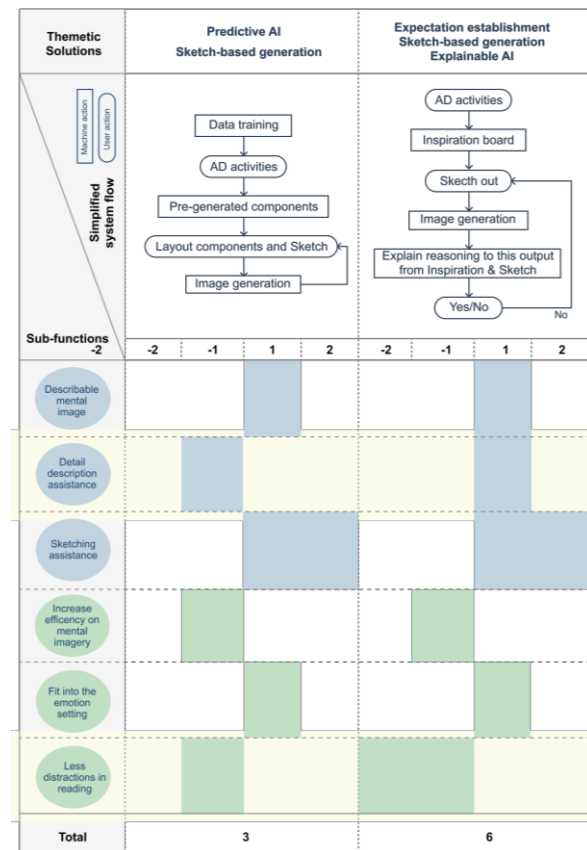 Themetic
Solutions
Predictive AI
Sketch-based generation
Expectation establishment
Sketch-based generation
Explainable AI
Machine action
User action
Simplified
system flow
Data training
AD activities
Pre-generated components
Layout components and Sketch
Image generation
AD activities
Inspiration board
Skecth out
Image generation
Explain reasoning to this output
from Inspiration & Sketch
Yes/No
No
Sub-functions
-2 -2 -1 1 2 -2 -1 1 2
Describable
mental
image
Detail
description
assistance
Sketching
assistance
Increase
efficency on
mental
imagery
Fit into the
emotion
setting
Less
distractions in
reading
Total 3 6